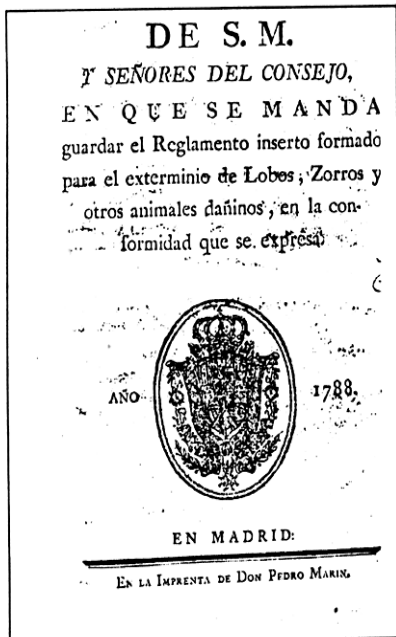 DE S. M.
Y SEÑORES DEL CONSEJO,
EN QUE SE MANDA
guardar el Reglamento inserto formado
para el exterminio de Lobos, Zorros y
otros animales dañinos, en la con-
formidad que se expresa.
AÑO 1788.
EN MADRID:
EN LA IMPRENTA DE DON PEDRO MARIN.